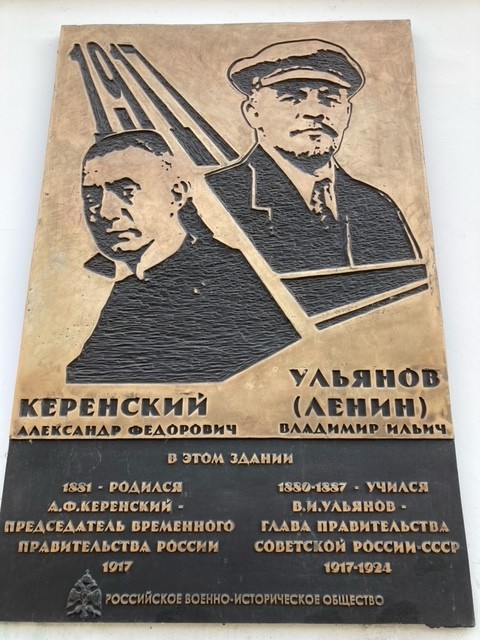 1917
КЕРЕНСКИЙ
АЛЕКСАНДР ФЕДОРОВИЧ
УЛЬЯНОВ
(ЛЕНИН)
ВЛАДИМИР ИЛЬИЧ
В ЭТОМ ЗДАНИИ
1881 - РОДИЛСЯ
А.Ф.КЕРЕНСКИЙ -
ПРЕДСЕДАТЕЛЬ ВРЕМЕННОГО
ПРАВИТЕЛЬСТВА РОССИИ
1917
1880-1887 - УЧИЛСЯ
В.И.УЛЬЯНОВ -
ГЛАВА ПРАВИТЕЛЬСТВА
СОВЕТСКОЙ РОССИИ-СССР
1917-1924
РОССИЙСКОЕ ВОЕННО-ИСТОРИЧЕСКОЕ ОБЩЕСТВО